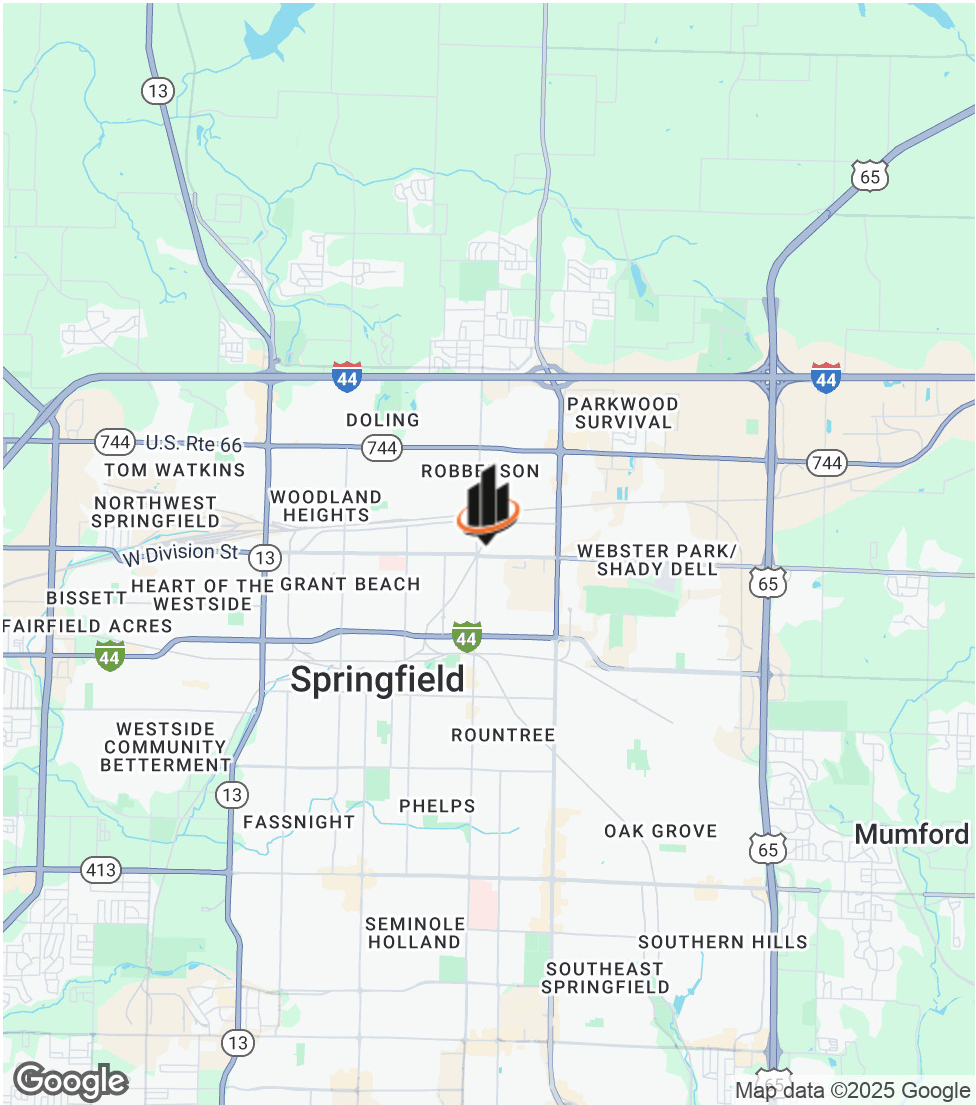 13
65
44
44
DOLING
PARKWOOD
SURVIVAL
744
U.S. Rte 66
744
744
TOM WATKINS
ROBBERSON
NORTHWEST
SPRINGFIELD
WOODLAND
HEIGHTS
W Division St
13
WEBSTER PARK/
SHADY DELL
65
BISSETT
HEART OF THE
WESTSIDE
GRANT BEACH
FAIRFIELD ACRES
44
44
Springfield
WESTSIDE
COMMUNITY
BETTERMENT
ROUNTREE
13
PHELPS
FASSNIGHT
OAK GROVE
Mumford
65
413
SEMINOLE
HOLLAND
SOUTHERN HILLS
SOUTHEAST
SPRINGFIELD
13
65
Google
Map data ©2025 Google